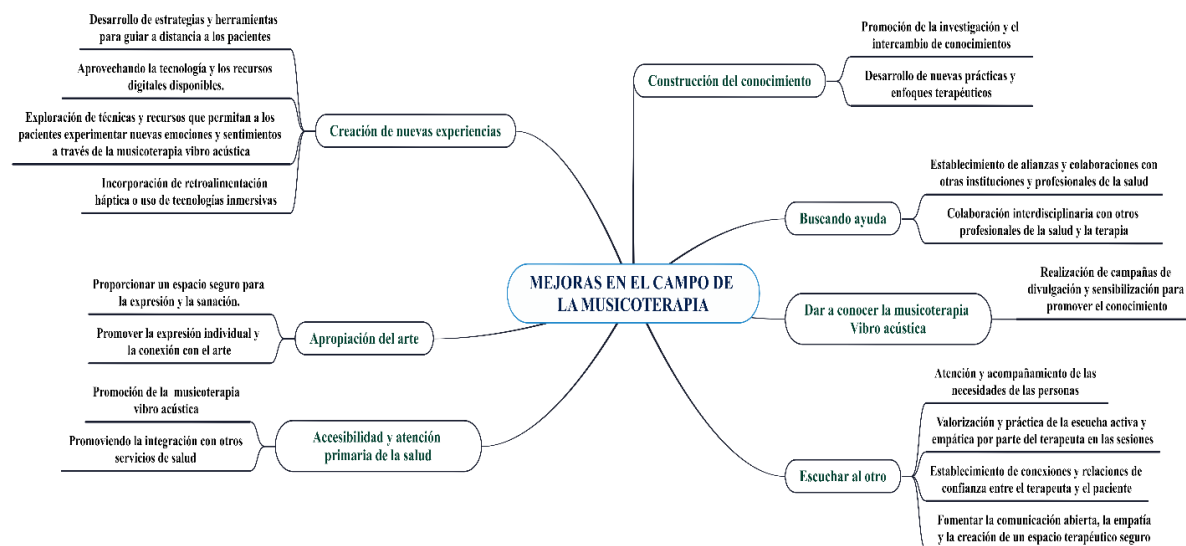 Desarrollo de estrategias y herramientas
para guiar a distancia a los pacientes
Aprovechando la tecnología y los recursos
digitales disponibles.
Exploración de técnicas y recursos que permitan a los
pacientes experimentar nuevas emociones y sentimientos
a través de la musicoterapia vibro acústica
Incorporación de retroalimentación
háptica o uso de tecnologías inmersivas
Creación de nuevas experiencias
Proporcionar un espacio seguro para
la expresión y la sanación.
Promover la expresión individual y
la conexión con el arte
Apropiación del arte
Promoción de la musicoterapia
vibro acústica
Promoviendo la integración con otros
servicios de salud
Accesibilidad y atención
primaria de la salud
MEJORAS EN EL CAMPO DE
LA MUSICOTERAPIA
Construcción del conocimiento
Promoción de la investigación y el
intercambio de conocimientos
Desarrollo de nuevas prácticas y
enfoques terapéuticos
Buscando ayuda
Establecimiento de alianzas y colaboraciones con
otras instituciones y profesionales de la salud
Colaboración interdisciplinaria con otros
profesionales de la salud y la terapia
Dar a conocer la musicoterapia
Vibro acústica
Realización de campañas de
divulgación y sensibilización para
promover el conocimiento
Escuchar al otro
Atención y acompañamiento de las
necesidades de las personas
Valorización y práctica de la escucha activa y
empática por parte del terapeuta en las sesiones
Establecimiento de conexiones y relaciones de
confianza entre el terapeuta y el paciente
Fomentar la comunicación abierta, la empatía
y la creación de un espacio terapéutico seguro